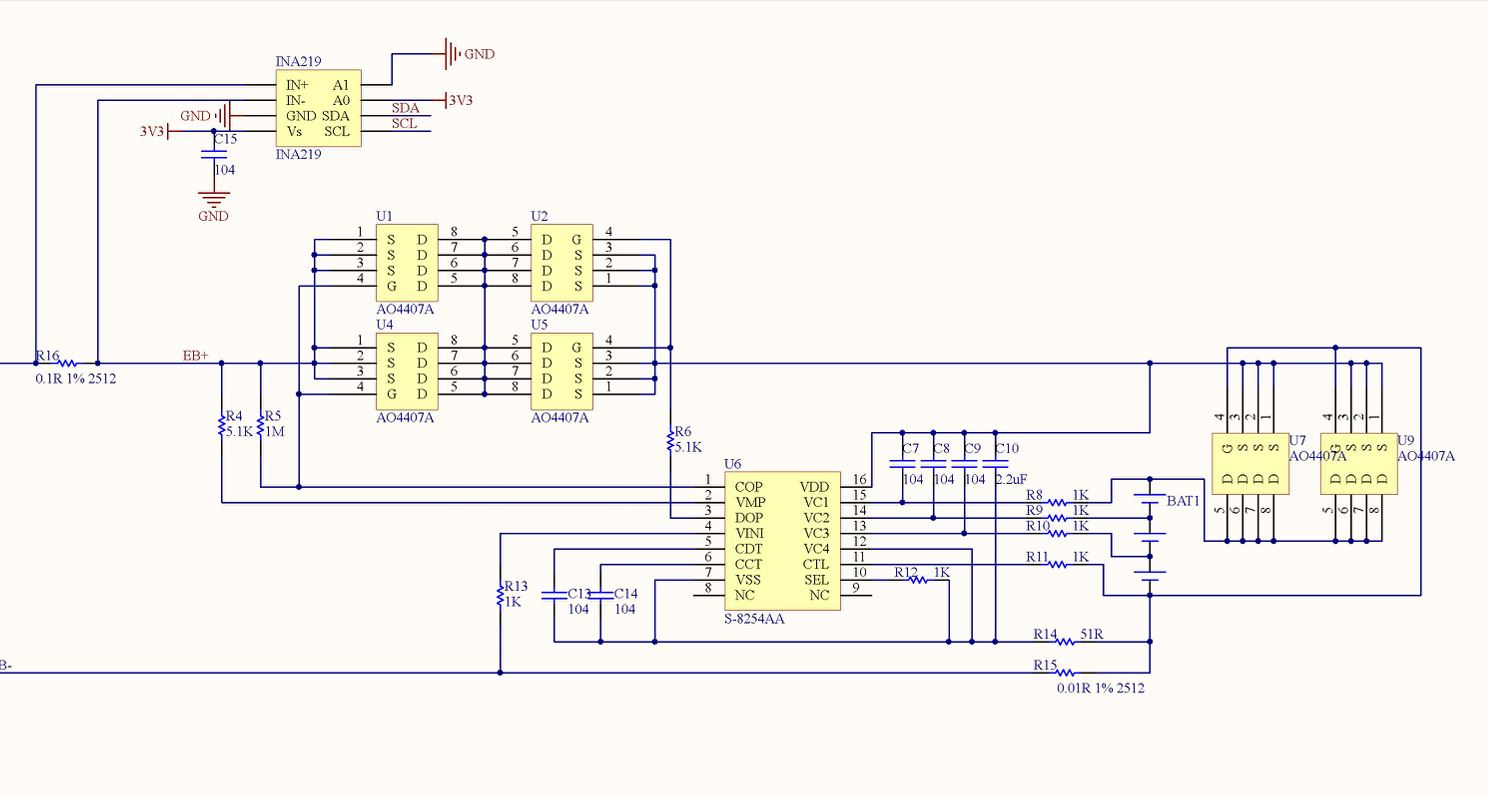 INA219
IN+ A1
IN- A0
GND SDA
Vs SCL
INA219
GND
3V3
SDA
SCL
GND
3V3
C15
104
GND
U1
1 S D 8
2 S D 7
3 S D 6
4 G D 5
AO4407A
U2
5 D G 4
6 D S 3
7 D S 2
8 D S 1
AO4407A
U4
1 S D 8
2 S D 7
3 S D 6
4 G D 5
AO4407A
U5
5 D G 4
6 D S 3
7 D S 2
8 D S 1
AO4407A
R16
0.1R 1% 2512
EB+
R4
5.1K
R5
1M
R6
5.1K
U6
1 COP VDD 16
2 VMP VC1 15
3 DOP VC2 14
4 VINI VC3 13
5 CDT VC4 12
6 CCT CTL 11
7 VSS SEL 10
8 NC NC 9
S-8254AA
C7
104
C8
104
C9
104
C10
2.2uF
R8 1K
R9 1K
R10 1K
R11 1K
R12 1K
BAT1
R13
1K
C13
104
C14
104
R14 51R
R15
0.01R 1% 2512
B-
4 3 2 1
G S S S
D D D D
5 6 7 8
U7
AO4407A
4 3 2 1
G S S S
D D D D
5 6 7 8
U9
AO4407A